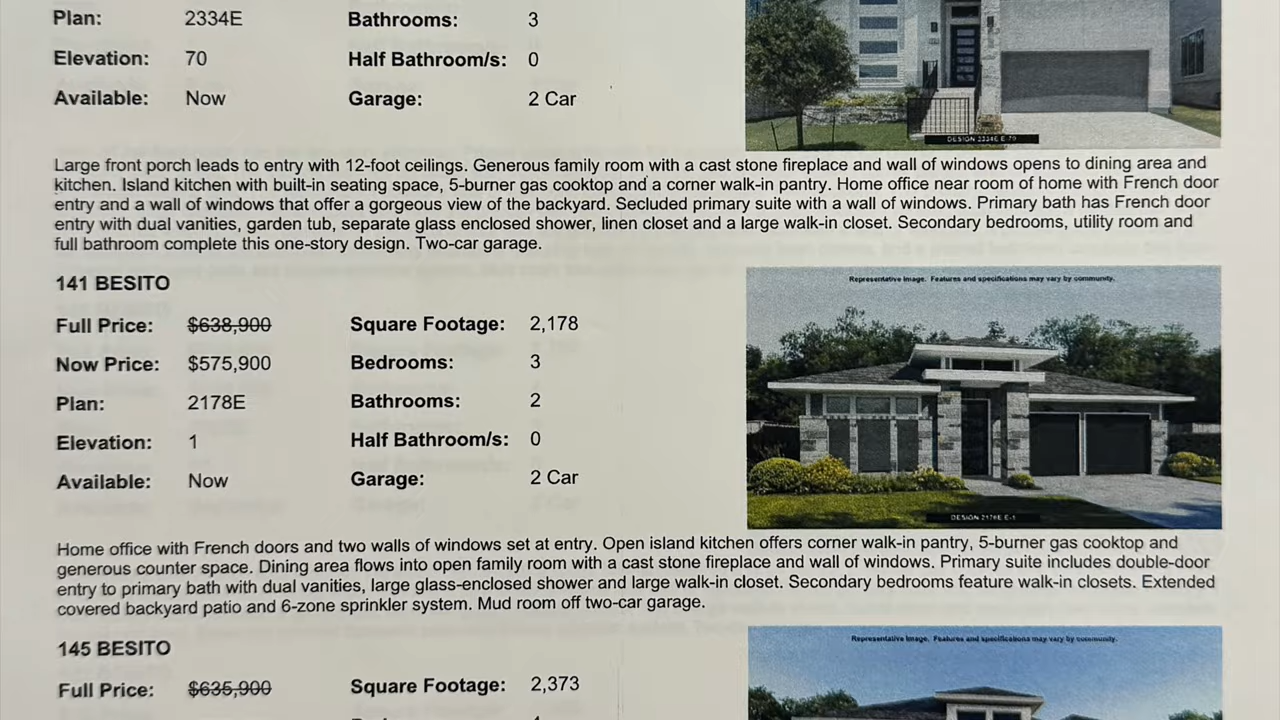 Plan: 2334E Bathrooms: 3
Elevation: 70 Half Bathroom/s: 0
Available: Now Garage: 2 Car
DESIGN 2334E E-70
Large front porch leads to entry with 12-foot ceilings. Generous family room with a cast stone fireplace and wall of windows opens to dining area and
kitchen. Island kitchen with built-in seating space, 5-burner gas cooktop and a corner walk-in pantry. Home office near room of home with French door
entry and a wall of windows that offer a gorgeous view of the backyard. Secluded primary suite with a wall of windows. Primary bath has French door
entry with dual vanities, garden tub, separate glass enclosed shower, linen closet and a large walk-in closet. Secondary bedrooms, utility room and
full bathroom complete this one-story design. Two-car garage.
141 BESITO
Representative Image. Features and specifications may vary by community.
Full Price: $638,900 Square Footage: 2,178
Now Price: $575,900 Bedrooms: 3
Plan: 2178E Bathrooms: 2
Elevation: 1 Half Bathroom/s: 0
Available: Now Garage: 2 Car
DESIGN 2178E E-1
Home office with French doors and two walls of windows set at entry. Open island kitchen offers corner walk-in pantry, 5-burner gas cooktop and
generous counter space. Dining area flows into open family room with a cast stone fireplace and wall of windows. Primary suite includes double-door
entry to primary bath with dual vanities, large glass-enclosed shower and large walk-in closet. Secondary bedrooms feature walk-in closets. Extended
covered backyard patio and 6-zone sprinkler system. Mud room off two-car garage.
145 BESITO
Representative Image. Features and specifications may vary by community.
Full Price: $635,900 Square Footage: 2,373